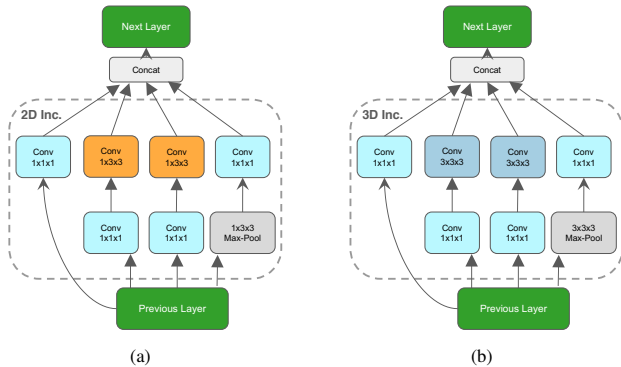 Next Layer
Concat
2D Inc.
Conv
1x1x1
Conv
1x3x3
Conv
1x3x3
Conv
1x1x1
Conv
1x1x1
Conv
1x1x1
1x3x3
Max-Pool
Previous Layer
(a)
Next Layer
Concat
3D Inc.
Conv
1x1x1
Conv
3x3x3
Conv
3x3x3
Conv
1x1x1
Conv
1x1x1
Conv
1x1x1
3x3x3
Max-Pool
Previous Layer
(b)